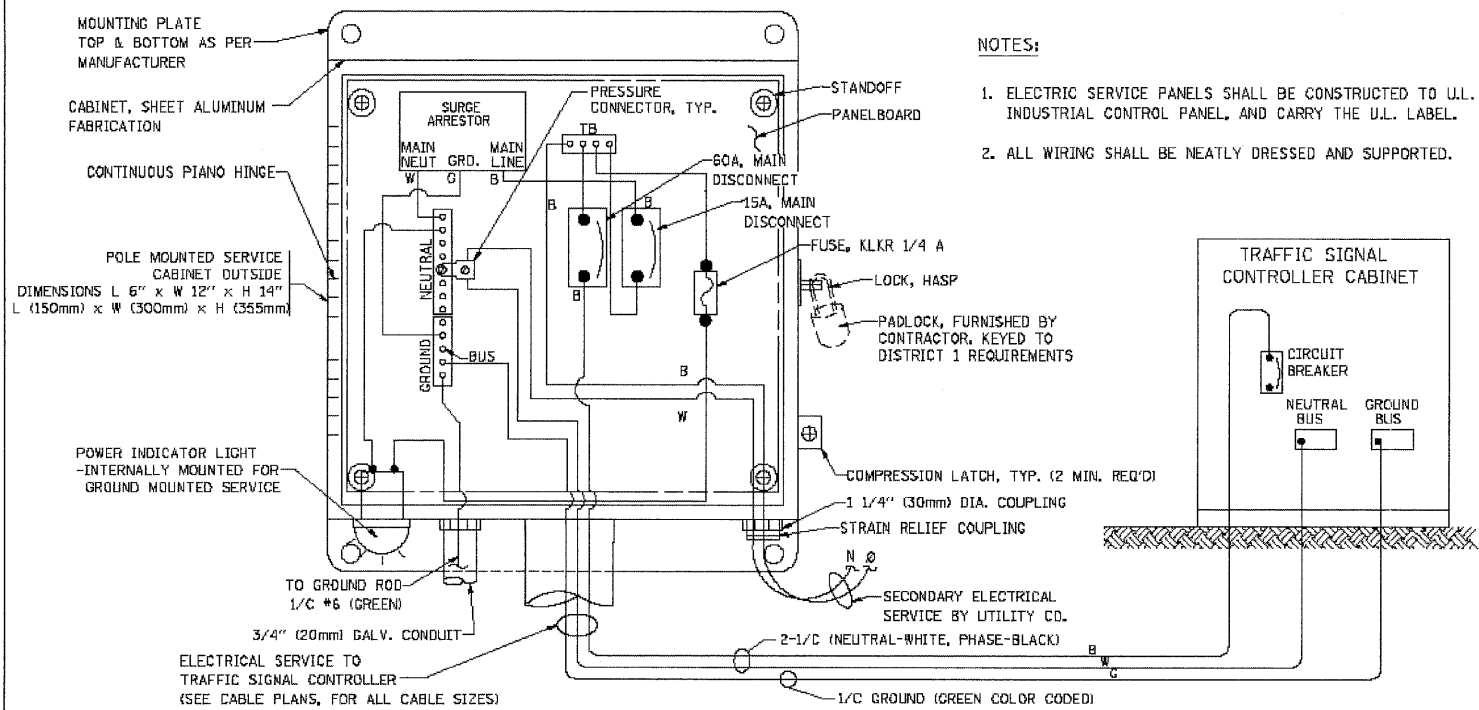 MOUNTING PLATE
TOP & BOTTOM AS PER
MANUFACTURER
CABINET, SHEET ALUMINUM
FABRICATION
CONTINUOUS PIANO HINGE
POLE MOUNTED SERVICE
CABINET OUTSIDE
DIMENSIONS L 6" x W 12" x H 14"
L (150mm) x W (300mm) x H (355mm)
POWER INDICATOR LIGHT
-INTERNALLY MOUNTED FOR
GROUND MOUNTED SERVICE
SURGE
ARRESTOR
MAIN
NEUT
GRD.
MAIN
LINE
W
G
B
PRESSURE
CONNECTOR, TYP.
TB
NEUTRAL
GROUND
BUS
B
B
B
B
W
STANDOFF
PANELBOARD
60A, MAIN
DISCONNECT
15A, MAIN
DISCONNECT
FUSE, KLKR 1/4 A
LOCK, HASP
PADLOCK, FURNISHED BY
CONTRACTOR, KEYED TO
DISTRICT 1 REQUIREMENTS
COMPRESSION LATCH, TYP. (2 MIN. REQ'D)
1 1/4" (30mm) DIA. COUPLING
STRAIN RELIEF COUPLING
N Ø
SECONDARY ELECTRICAL
SERVICE BY UTILITY CO.
TO GROUND ROD
1/C #6 (GREEN)
3/4" (20mm) GALV. CONDUIT
ELECTRICAL SERVICE TO
TRAFFIC SIGNAL CONTROLLER
(SEE CABLE PLANS, FOR ALL CABLE SIZES)
2-1/C (NEUTRAL-WHITE, PHASE-BLACK)
B
W
G
1/C GROUND (GREEN COLOR CODED)
NOTES:
1. ELECTRIC SERVICE PANELS SHALL BE CONSTRUCTED TO U.L.
INDUSTRIAL CONTROL PANEL, AND CARRY THE U.L. LABEL.
2. ALL WIRING SHALL BE NEATLY DRESSED AND SUPPORTED.
TRAFFIC SIGNAL
CONTROLLER CABINET
CIRCUIT
BREAKER
NEUTRAL
BUS
GROUND
BUS